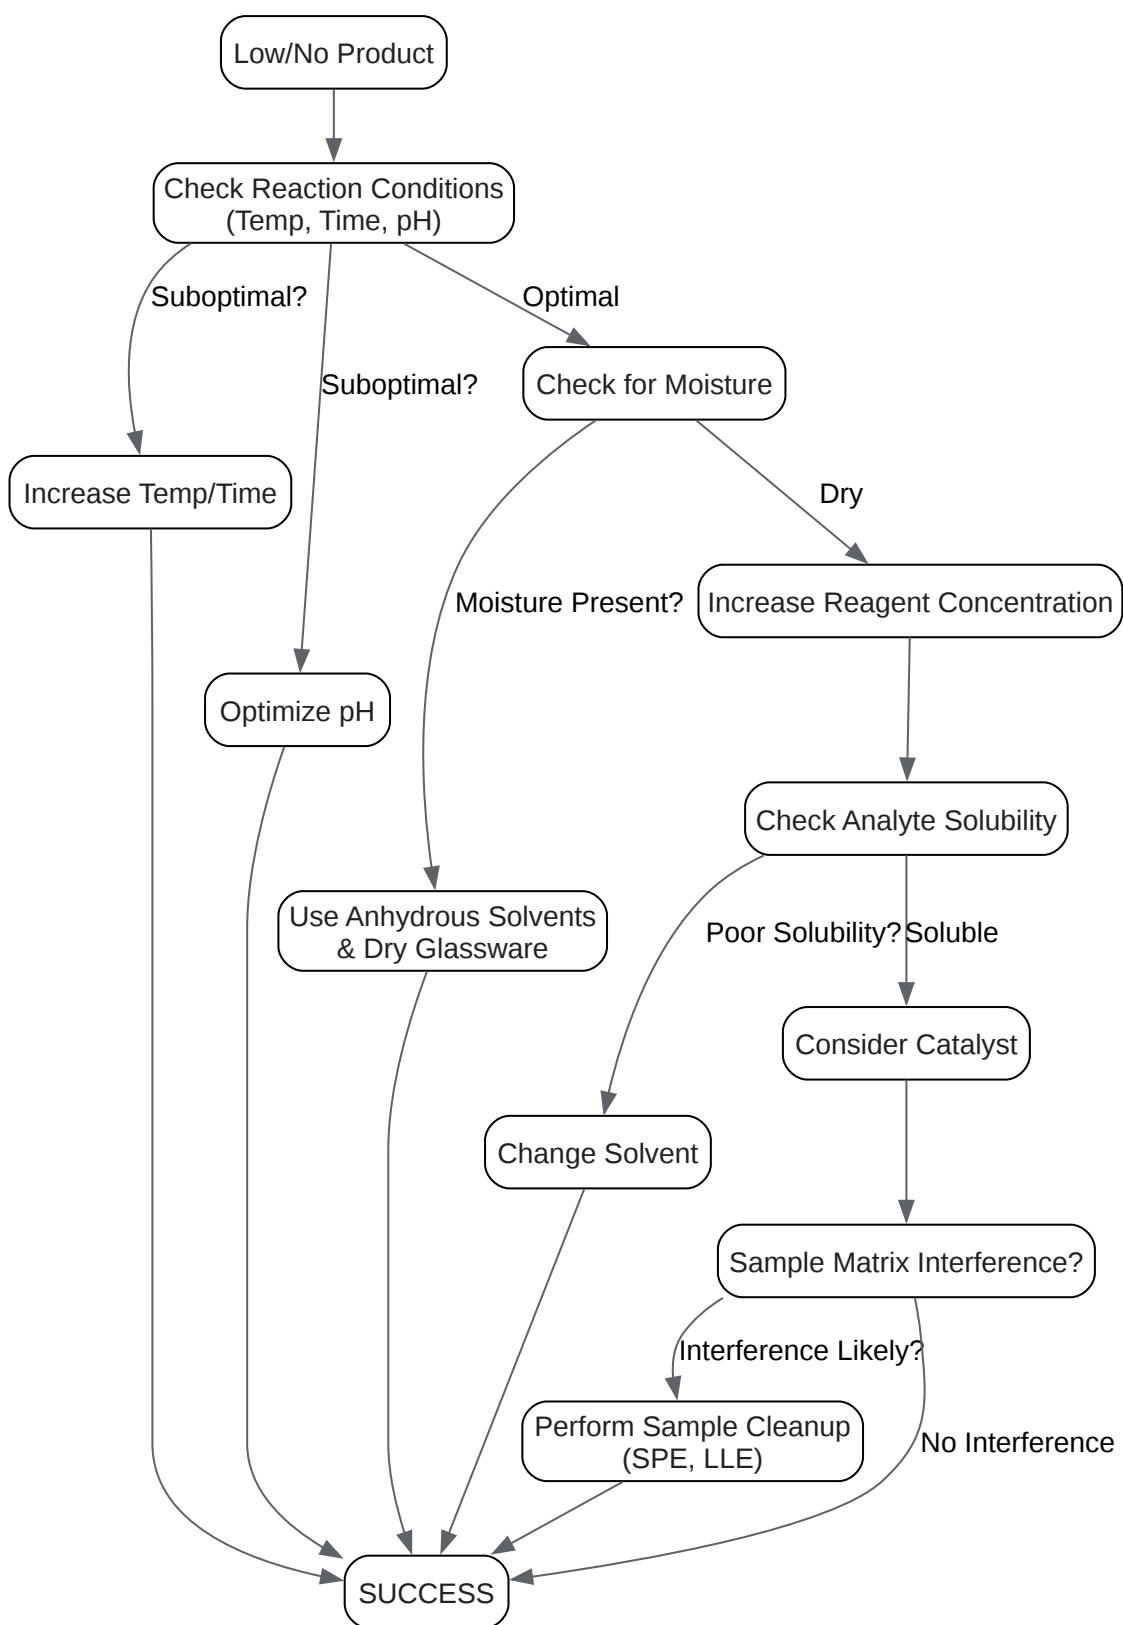 Low/No Product
Check Reaction Conditions
(Temp, Time, pH)
Suboptimal?
Optimal
Suboptimal?
Check for Moisture
Increase Temp/Time
Dry
Moisture Present?
Increase Reagent Concentration
Optimize pH
Check Analyte Solubility
Use Anhydrous Solvents
& Dry Glassware
Poor Solubility?
Soluble
Consider Catalyst
Change Solvent
Sample Matrix Interference?
Interference Likely?
Perform Sample Cleanup
(SPE, LLE)
No Interference
SUCCESS